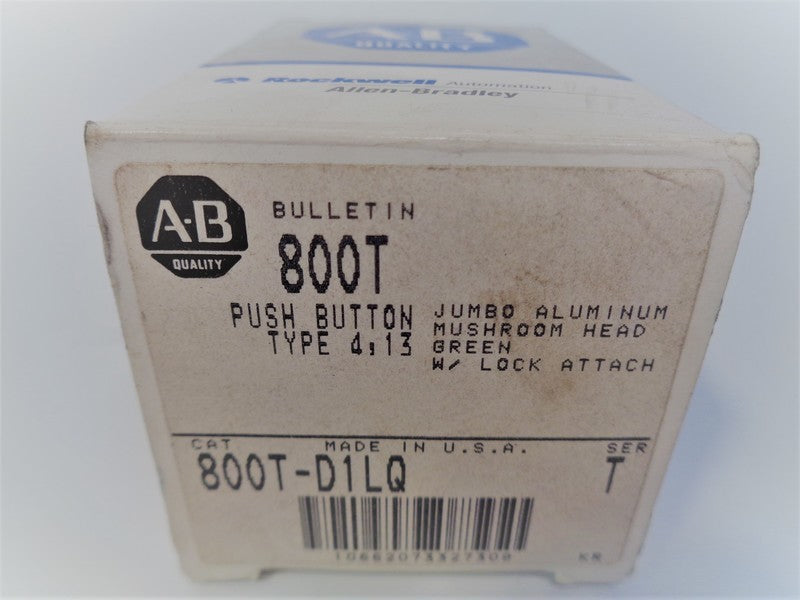 A-B
QUALITY
Rockwell Automation
Allen-Bradley
A-B
QUALITY
BULLETIN
800T
PUSH BUTTON
TYPE 4,13
JUMBO ALUMINUM
MUSHROOM HEAD
GREEN
W/ LOCK ATTACH
CAT MADE IN U.S.A. SER
800T-D1LQ T
KR